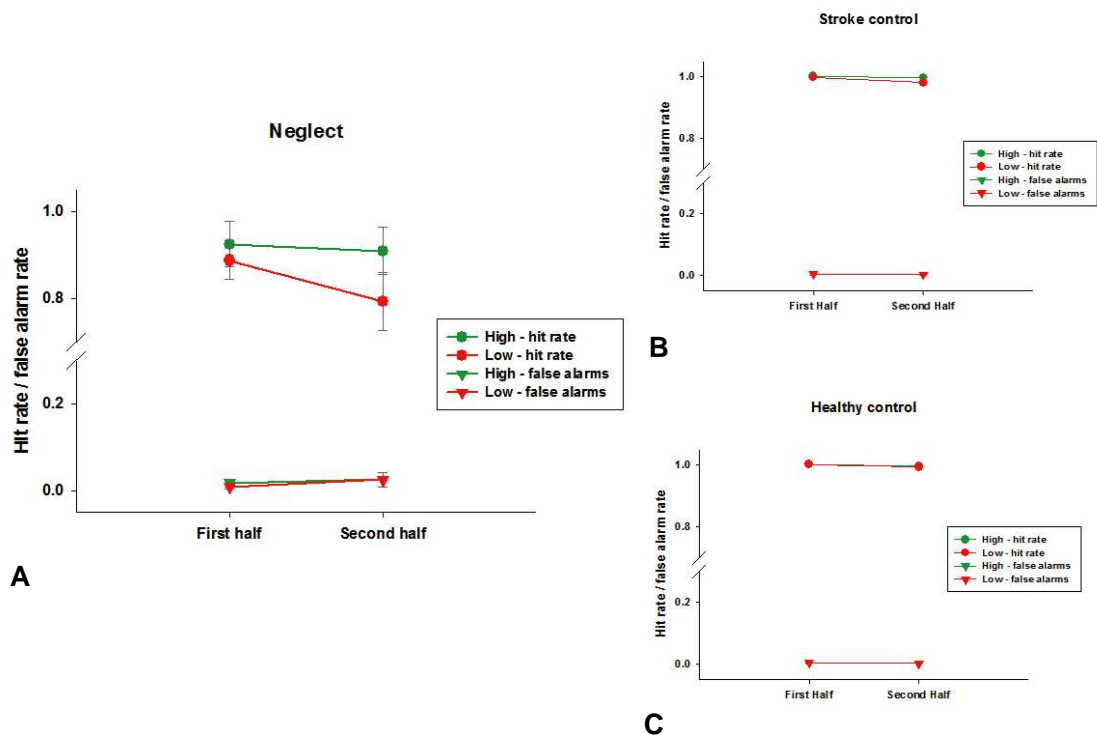 Neglect
Hit rate / false alarm rate
1.0
0.8
0.2
0.0
First half
Second half
High - hit rate
Low - hit rate
High - false alarms
Low - false alarms
A
Stroke control
Hit rate / false alarm rate
1.0
0.8
0.2
0.0
First Half
Second Half
High - hit rate
Low - hit rate
High - false alarms
Low - false alarms
B
Healthy control
Hit rate / false alarm rate
1.0
0.8
0.2
0.0
First Half
Second Half
High - hit rate
Low - hit rate
High - false alarms
Low - false alarms
C